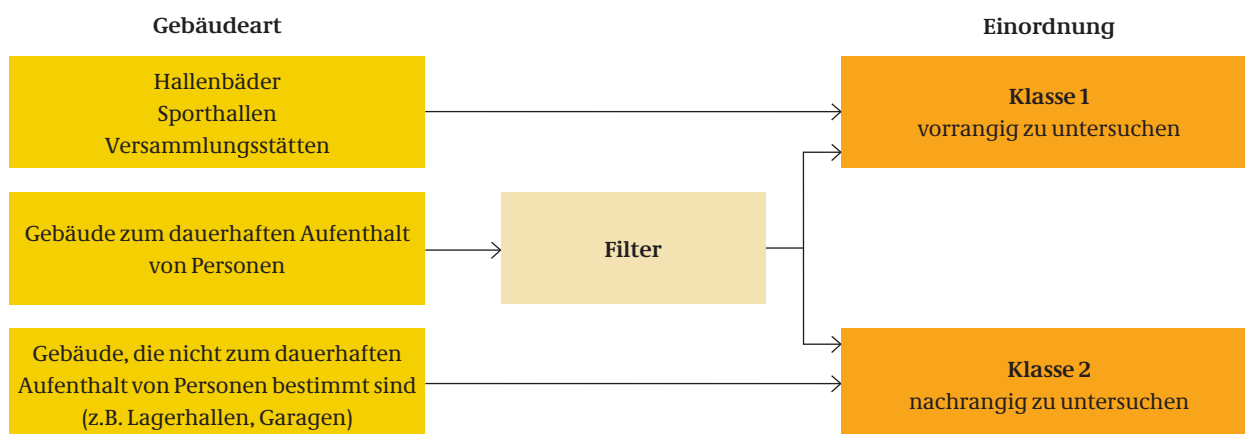 Gebäudeart
Einordnung
Hallenbäder
Sporthallen
Versammlungsstätten
Klasse 1
vorrangig zu untersuchen
Gebäude zum dauerhaften Aufenthalt
von Personen
Filter
Gebäude, die nicht zum dauerhaften
Aufenthalt von Personen bestimmt sind
(z.B. Lagerhallen, Garagen)
Klasse 2
nachrangig zu untersuchen